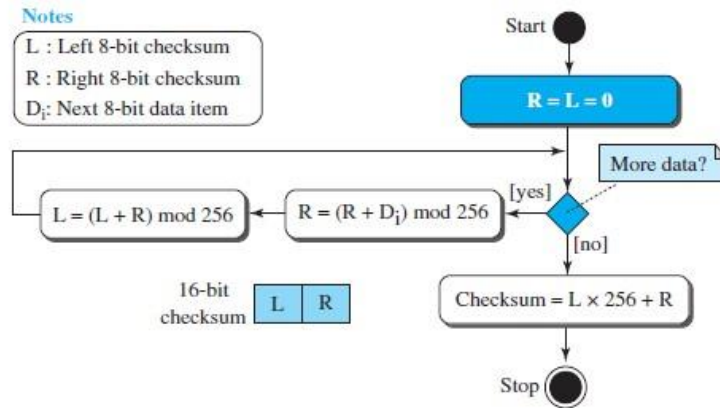 Notes
L : Left 8-bit checksum
R : Right 8-bit checksum
Di: Next 8-bit data item
Start
R = L = 0
More data?
[yes]
L = (L + R) mod 256
R = (R + Di) mod 256
[no]
16-bit
checksum
L R
Checksum = L × 256 + R
Stop